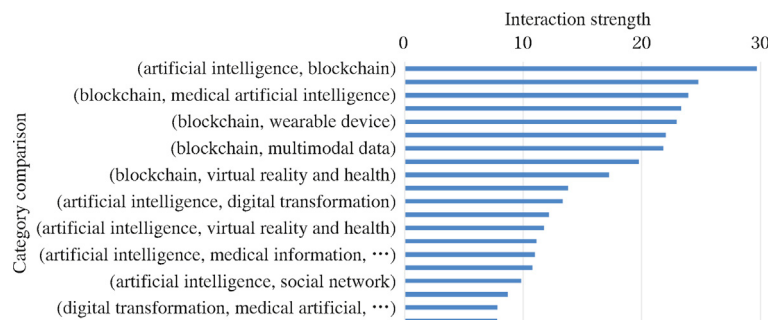 Interaction strength
0 10 20 30
(artificial intelligence, blockchain)
(blockchain, medical artificial intelligence)
(blockchain, wearable device)
(blockchain, multimodal data)
(blockchain, virtual reality and health)
(artificial intelligence, digital transformation)
(artificial intelligence, virtual reality and health)
(artificial intelligence, medical information, ···)
(artificial intelligence, social network)
(digital transformation, medical artificial, ···)
Category comparison